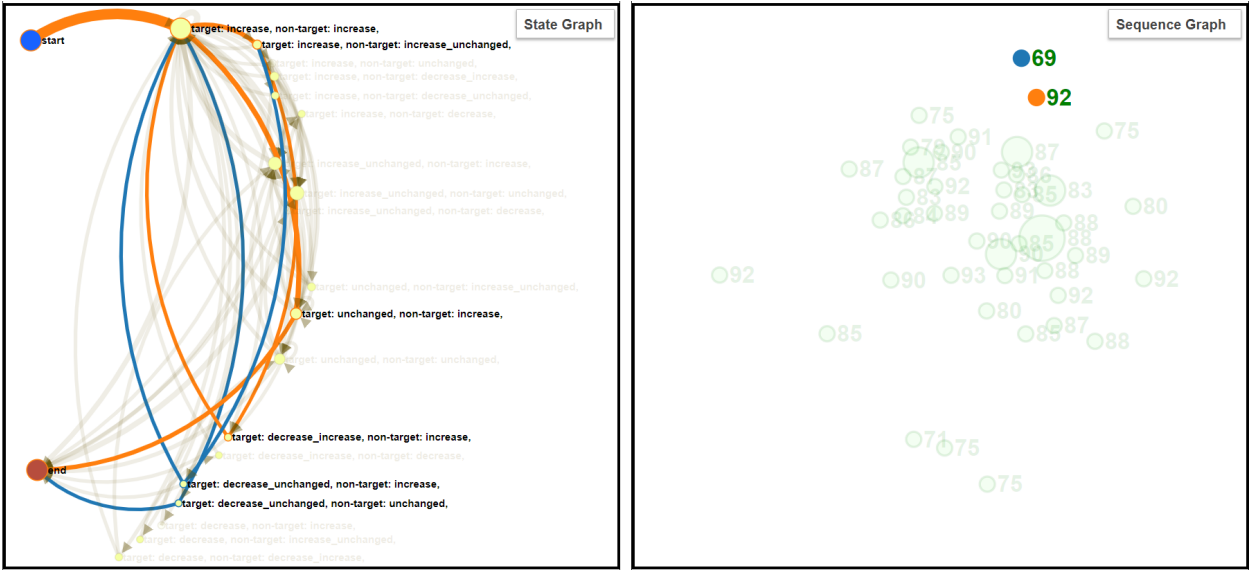 State Graph
start
target: increase, non-target: increase,
target: increase, non-target: increase_unchanged,
target: increase, non-target: unchanged,
target: increase, non-target: decrease_increase,
target: increase, non-target: decrease_unchanged,
target: increase, non-target: decrease,
target: increase_unchanged, non-target: increase,
target: increase_unchanged, non-target: unchanged,
target: increase_unchanged, non-target: decrease,
target: unchanged, non-target: increase_unchanged,
target: unchanged, non-target: increase,
target: unchanged, non-target: unchanged,
target: decrease_increase, non-target: increase,
target: decrease_increase, non-target: decrease,
end
target: decrease_unchanged, non-target: increase,
target: decrease_unchanged, non-target: unchanged,
target: decrease, non-target: increase,
target: decrease, non-target: increase_unchanged,
target: decrease, non-target: decrease_increase,
Sequence Graph
69
92
75
75
91
90
87
87
85
92
83
83
89
89
80
88
88
85
90
89
92
93
91
88
90
92
92
80
87
85
85
88
71
75
75